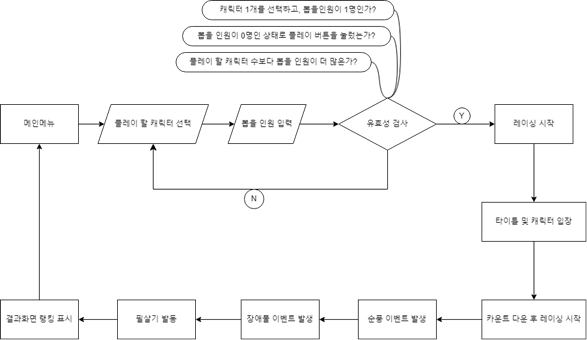 캐릭터 1개를 선택하고, 뽑을인원이 1명인가?
뽑을 인원이 0명인 상태로 플레이 버튼을 눌렀는가?
플레이 할 캐릭터 수보다 뽑을 인원이 더 많은가?
메인메뉴
플레이 할 캐릭터 선택
뽑을 인원 입력
유효성 검사
Y
레이싱 시작
N
타이틀 및 캐릭터 입장
결과화면 랭킹 표시
필살기 발동
장애물 이벤트 발생
순풍 이벤트 발생
카운트 다운 후 레이싱 시작